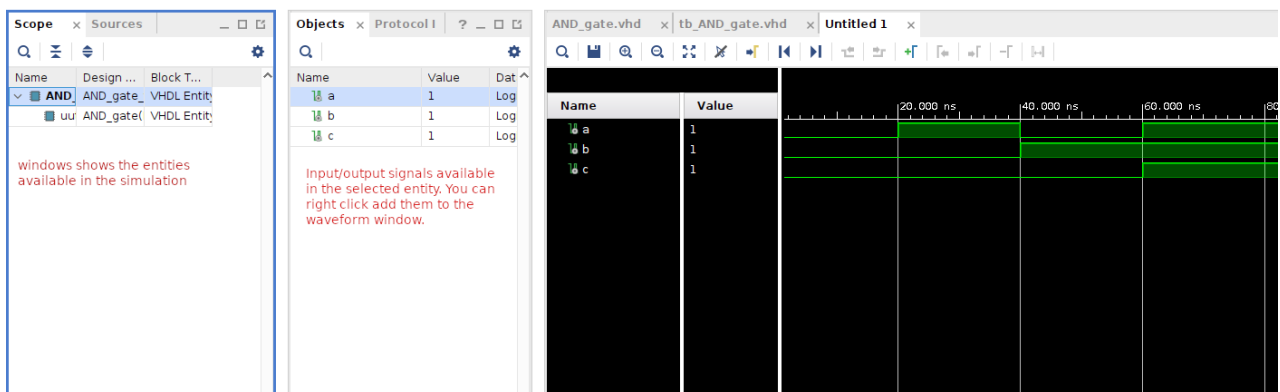 Scope × Sources
Name Design ... Block T...
AND_ AND_gate_ VHDL Entity
uu AND_gate( VHDL Entity
windows shows the entities
available in the simulation
Objects × Protocol I ?
Name Value Dat
a 1 Log
b 1 Log
c 1 Log
Input/output signals available
in the selected entity. You can
right click add them to the
waveform window.
AND_gate.vhd × tb_AND_gate.vhd × Untitled 1 ×
Name Value
a 1
b 1
c 1
20.000 ns 40.000 ns 60.000 ns 80